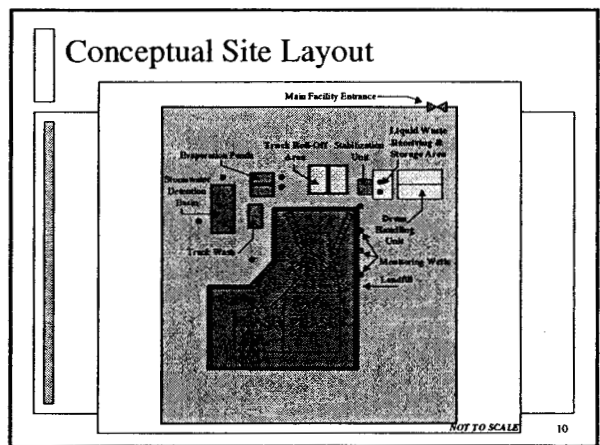 Conceptual Site Layout
Main Facility Entrance
Liquid Waste
Receiving &
Storage Area
Truck Roll-Off
Area
Stabilization
Unit
Evaporation Ponds
Stormwater
Detention
Basin
Drum
Handling
Unit
Truck Wash
Monitoring Wells
Landfill
NOT TO SCALE
10